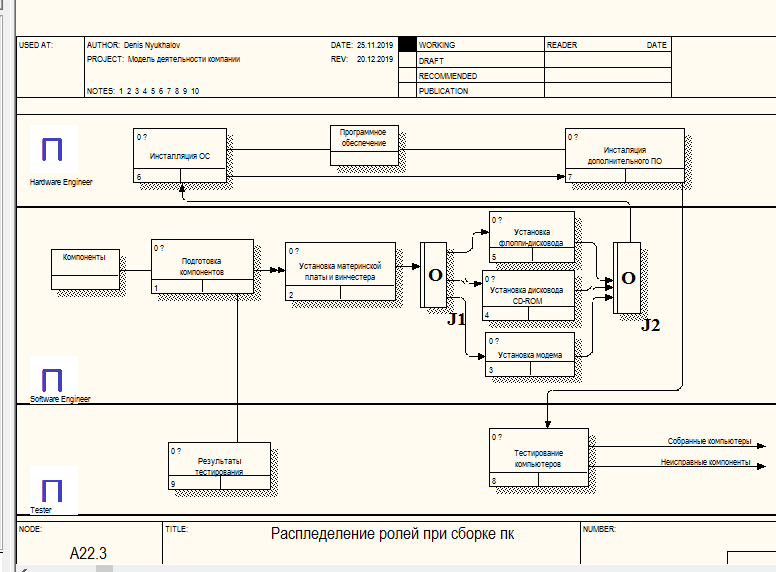 USED AT:
AUTHOR: Denis Nyukhalov
DATE: 25.11.2019
PROJECT: Модель деятельности компании
REV: 20.12.2019
NOTES: 1 2 3 4 5 6 7 8 9 10
WORKING
DRAFT
RECOMMENDED
PUBLICATION
READER
DATE
Hardware Engineer
0 ?
Инсталляция ОС
6
Программное
обеспечение
0 ?
Инсталяция
дополнительного ПО
7
Software Engineer
Компоненты
0 ?
Подготовка
компонентов
1
0 ?
Установка материнской
платы и винчестера
2
O
J1
0 ?
Установка
флоппи-дисковода
5
0 ?
Установка дисковода
CD-ROM
4
0 ?
Установка модема
3
O
J2
Tester
0 ?
Результаты
тестирования
9
0 ?
Тестирование
компьютеров
8
Собранные компьютеры
Неисправные компоненты
NODE:
A22.3
TITLE:
Распледеление ролей при сборке пк
NUMBER: